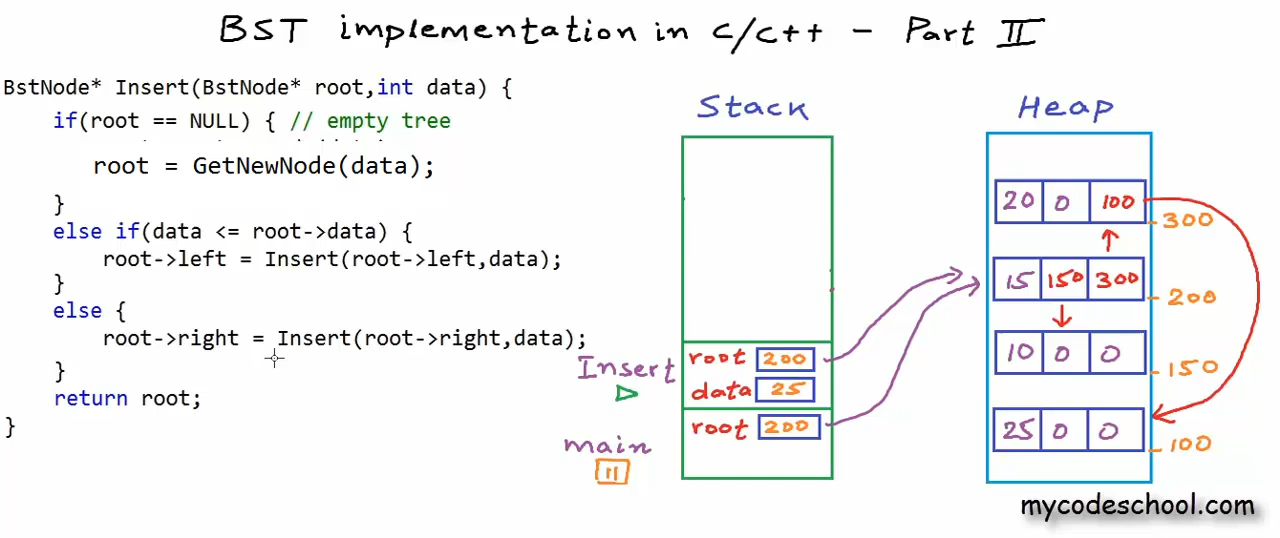 BST implementation in C/C++ - Part II
BstNode* Insert(BstNode* root,int data) {
if(root == NULL) { // empty tree
root = GetNewNode(data);
}
else if(data <= root->data) {
root->left = Insert(root->left,data);
}
else {
root->right = Insert(root->right,data);
}
return root;
}
Stack
Insert
root 200
data 25
main
root 200
Heap
20 0 100
300
15 150 300
200
10 0 0
150
25 0 0
100
mycodeschool.com